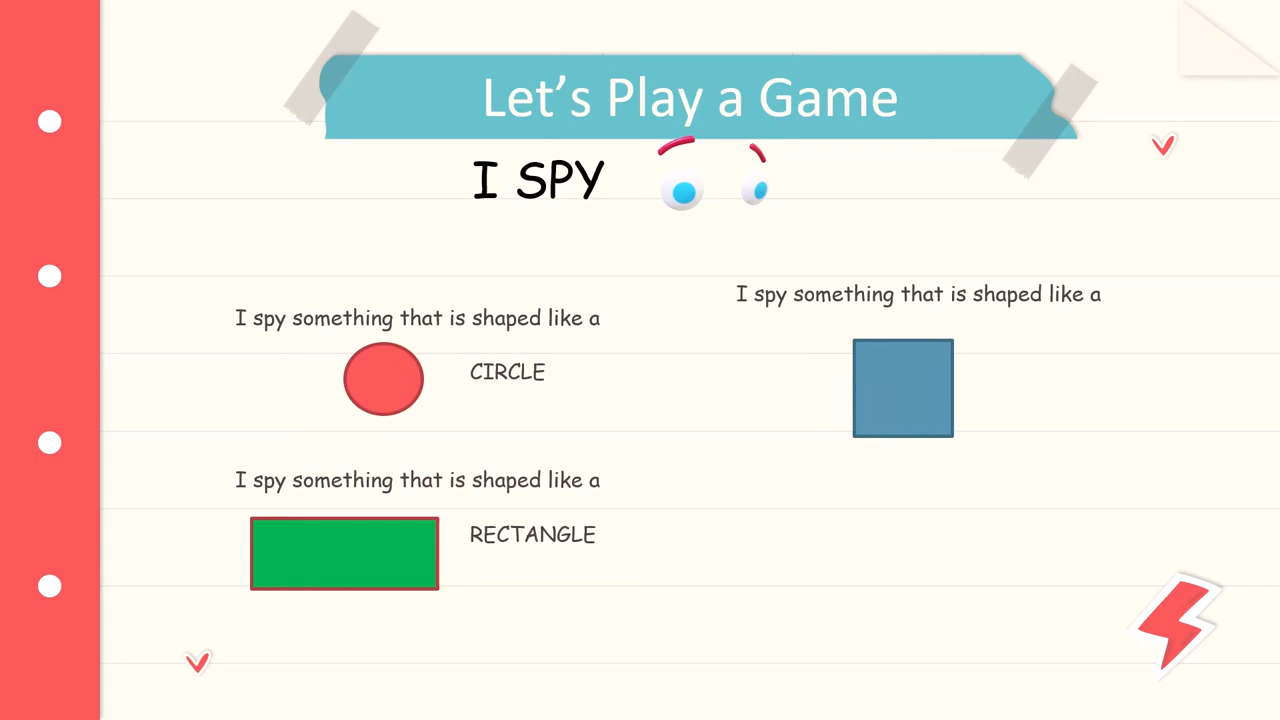 Let’s Play a Game
I SPY
I spy something that is shaped like a
CIRCLE
I spy something that is shaped like a
RECTANGLE
I spy something that is shaped like a